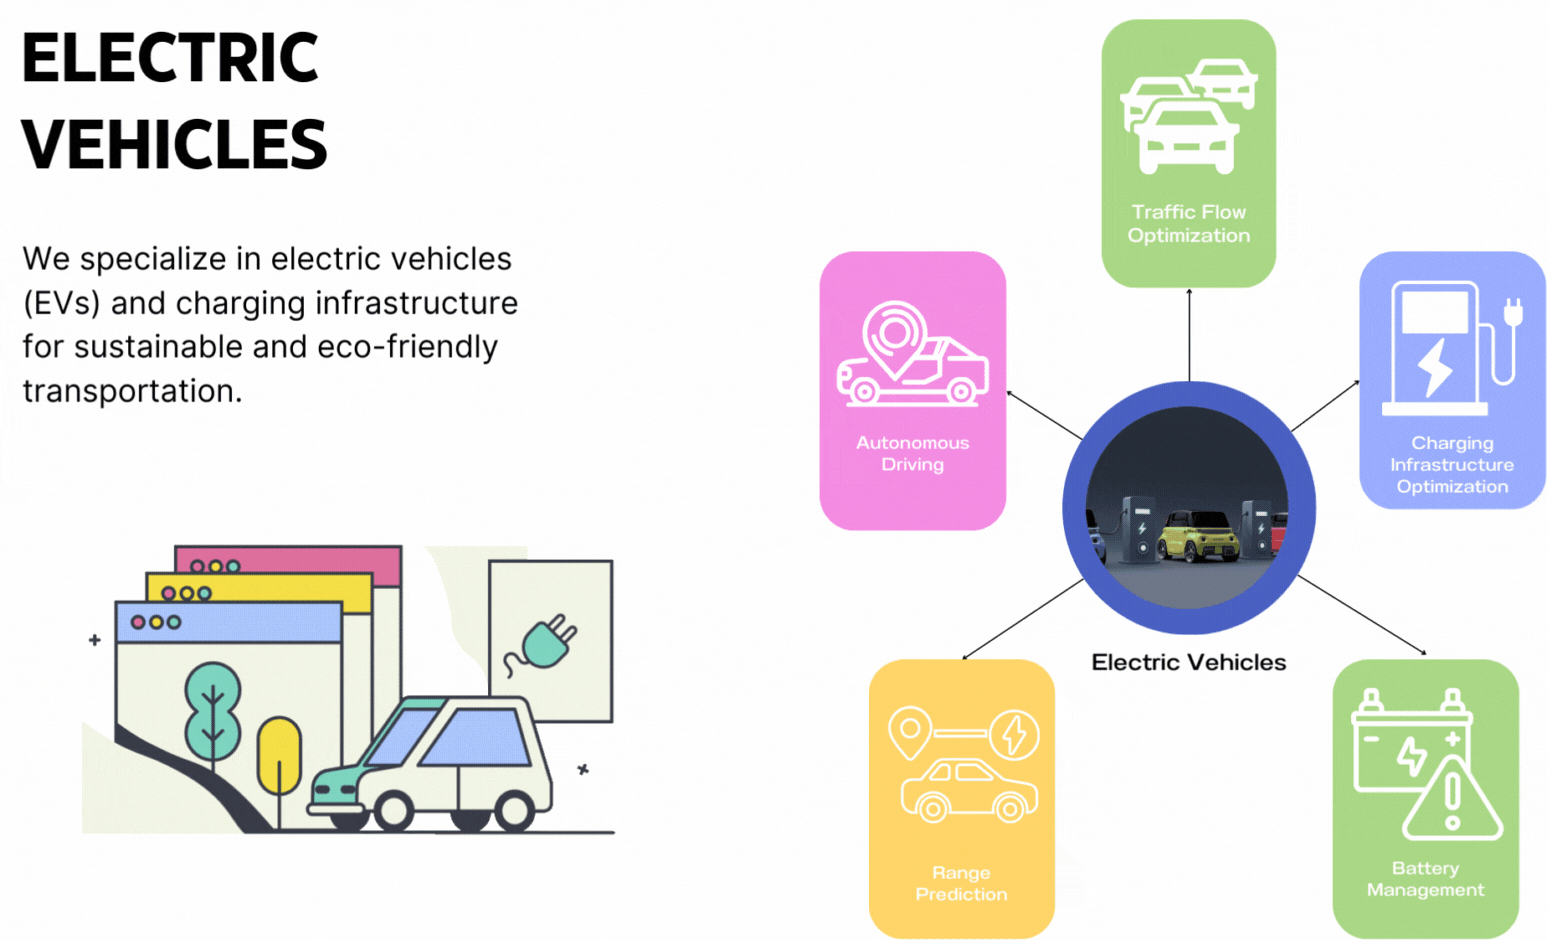 ELECTRIC
VEHICLES
We specialize in electric vehicles
(EVs) and charging infrastructure
for sustainable and eco-friendly
transportation.
Traffic Flow
Optimization
Autonomous
Driving
Charging
Infrastructure
Optimization
Electric Vehicles
Range
Prediction
Battery
Management